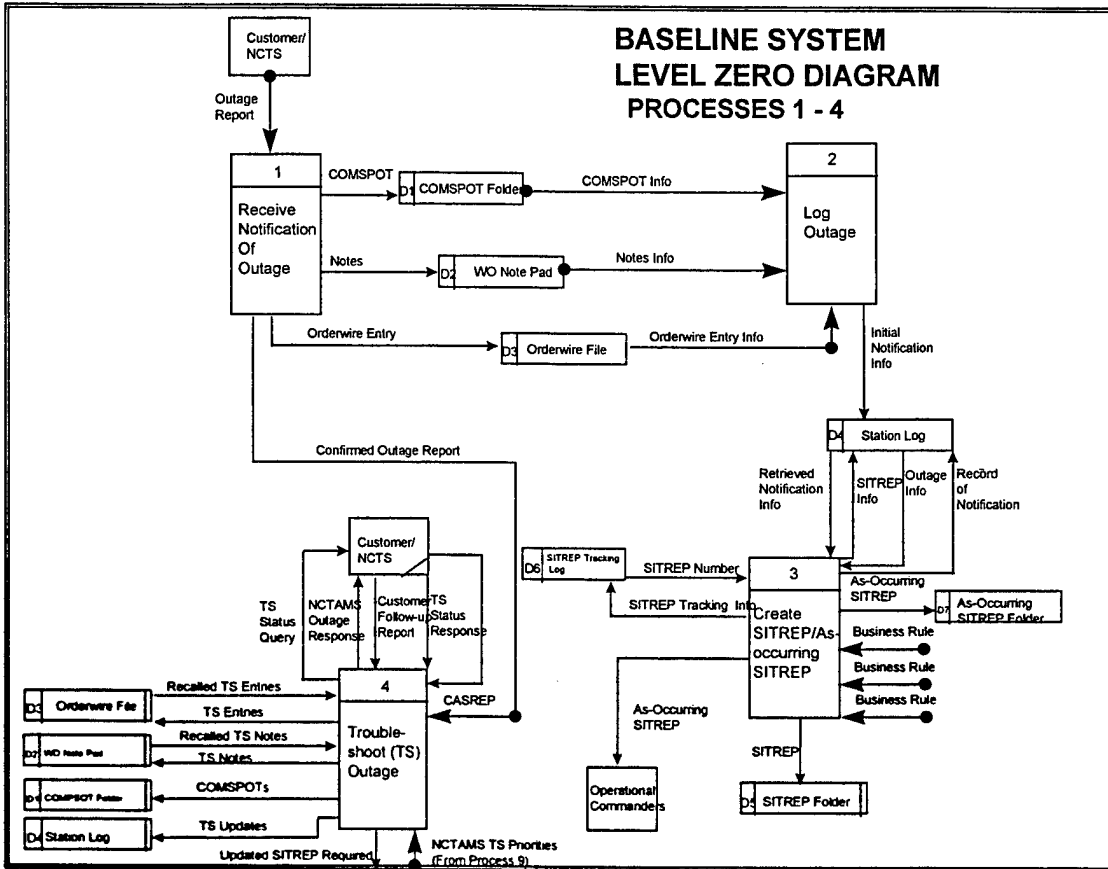 BASELINE SYSTEM
LEVEL ZERO DIAGRAM
PROCESSES 1 - 4
Customer/
NCTS
Outage
Report
1
Receive
Notification
Of
Outage
COMSPOT
D1 COMSPOT Folder
COMSPOT Info
2
Log
Outage
Notes
D2 WO Note Pad
Notes Info
Orderwire Entry
D3 Orderwire File
Orderwire Entry Info
Initial
Notification
Info
Confirmed Outage Report
D4 Station Log
Retrieved
Notification
Info
SITREP
Info
Outage
Info
Record
of
Notification
Customer/
NCTS
TS
Status
Query
NCTAMS
Outage
Response
Customer
Follow-up
Report
TS
Status
Response
D6 SITREP Tracking
Log
SITREP Number
SITREP Tracking Info
3
Create
SITREP/As-
occurring
SITREP
As-Occurring
SITREP
D7 As-Occurring
SITREP Folder
Business Rule
Business Rule
Business Rule
As-Occurring
SITREP
Operational
Commanders
SITREP
D5 SITREP Folder
CASREP
4
Trouble-
shoot (TS)
Outage
Recalled TS Entries
D3 Orderwire File
TS Entries
Recalled TS Notes
D2 WO Note Pad
TS Notes
COMSPOTs
D1 COMPSOT Folder
TS Updates
D4 Station Log
Updated SITREP Required
NCTAMS TS Priorities
(From Process 9)